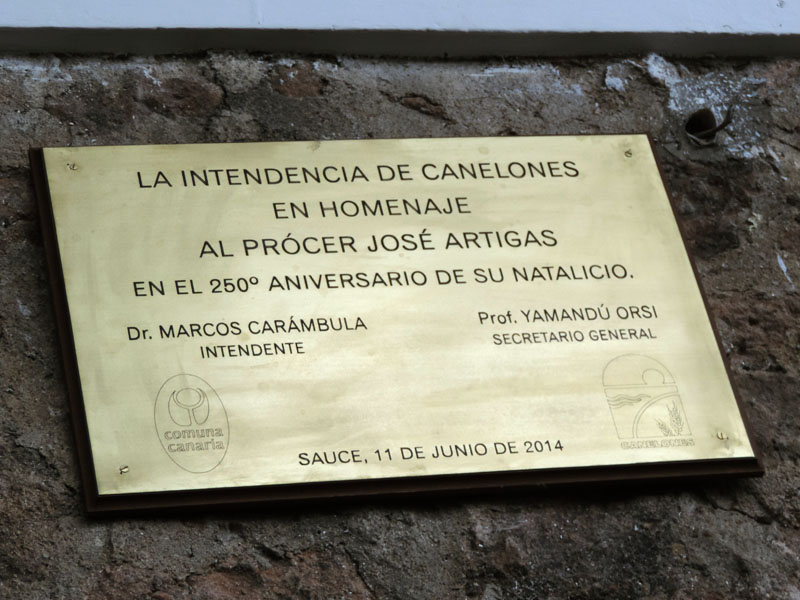 LA INTENDENCIA DE CANELONES
EN HOMENAJE
AL PRÓCER JOSÉ ARTIGAS
EN EL 250º ANIVERSARIO DE SU NATALICIO.
Dr. MARCOS CARÁMBULA
INTENDENTE
Prof. YAMANDÚ ORSI
SECRETARIO GENERAL
comuna
canaria
CANELONES
SAUCE, 11 DE JUNIO DE 2014